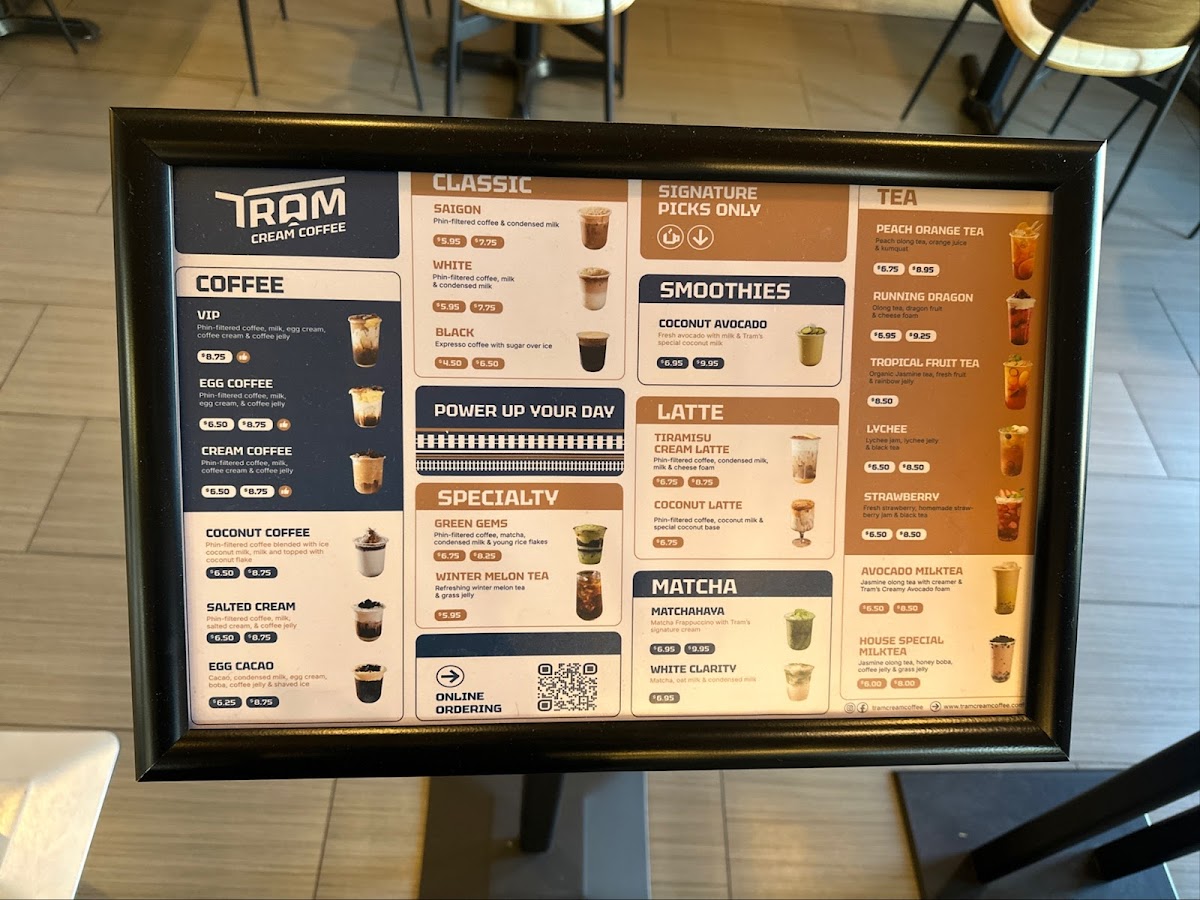 TRAM
CREAM COFFEE
COFFEE
VIP
Phin-filtered coffee, milk, egg cream,
coffee cream & coffee jelly
$8.75
EGG COFFEE
Phin-filtered coffee, milk,
egg cream, & coffee jelly
$6.50 $8.75
CREAM COFFEE
Phin-filtered coffee, milk,
coffee cream & coffee jelly
$6.50 $8.75
COCONUT COFFEE
Phin-filtered coffee blended with ice
coconut milk, milk and topped with
coconut flake
$6.50 $8.75
SALTED CREAM
Phin-filtered coffee, milk,
salted cream, & coffee jelly
$6.50 $8.75
EGG CACAO
Cacao, condensed milk, egg cream,
boba, coffee jelly & shaved ice
$6.25 $8.75
CLASSIC
SAIGON
Phin-filtered coffee & condensed milk
$5.95 $7.75
WHITE
Phin-filtered coffee, milk
& condensed milk
$5.95 $7.75
BLACK
Expresso coffee with sugar over ice
$4.50 $6.50
POWER UP YOUR DAY
SPECIALTY
GREEN GEMS
Phin-filtered coffee, matcha,
condensed milk & young rice flakes
$6.75 $8.25
WINTER MELON TEA
Refreshing winter melon tea
& grass jelly
$5.95
ONLINE
ORDERING
SIGNATURE
PICKS ONLY
SMOOTHIES
COCONUT AVOCADO
Fresh avocado with milk & Tram's
special coconut milk
$6.95 $9.95
LATTE
TIRAMISU
CREAM LATTE
Phin-filtered coffee, condensed milk,
milk & cheese foam
$6.75 $8.75
COCONUT LATTE
Phin-filtered coffee, coconut milk &
special coconut base
$6.75
MATCHA
MATCHAHAYA
Matcha Frappuccino with Tram's
signature cream
$6.95 $9.95
WHITE CLARITY
Matcha, oat milk & condensed milk
$6.95
TEA
PEACH ORANGE TEA
Peach olong tea, orange juice
& kumquat
$6.75 $8.95
RUNNING DRAGON
Olong tea, dragon fruit
& cheese foam
$6.95 $9.25
TROPICAL FRUIT TEA
Organic Jasmine tea, fresh fruit
& rainbow jelly
$8.50
LYCHEE
Lychee jam, lychee jelly
& black tea
$6.50 $8.50
STRAWBERRY
Fresh strawberry, homemade straw-
berry jam & black tea
$6.50 $8.50
AVOCADO MILKTEA
Jasmine olong tea with creamer &
Tram's Creamy Avocado foam
$6.50 $8.50
HOUSE SPECIAL
MILKTEA
Jasmine olong tea, honey boba,
coffee jelly & grass jelly
$6.00 $8.00
tramcreamcoffee www.tramcreamcoffee.com